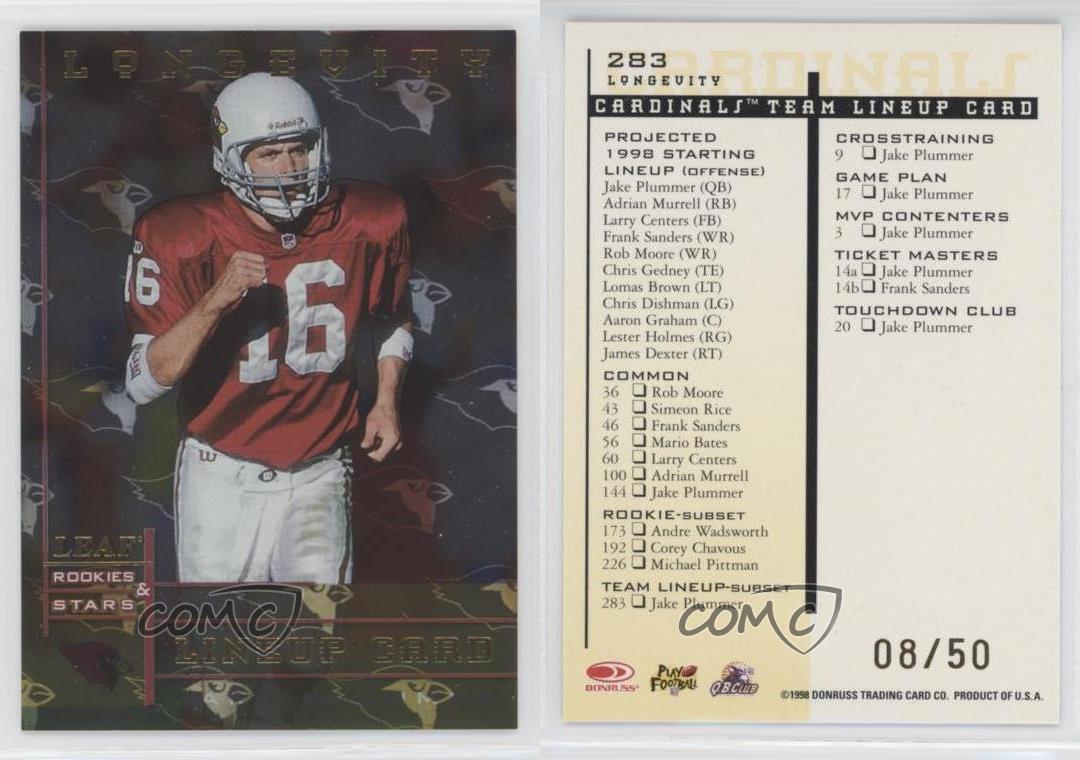 LONGEVITY
Riddell
16
16
W
LEAF
ROOKIES
&
STARS
LINEUP CARD
COMC
CARDINALS
283
LONGEVITY
CARDINALS™ TEAM LINEUP CARD
PROJECTED
1998 STARTING
LINEUP (OFFENSE)
Jake Plummer (QB)
Adrian Murrell (RB)
Larry Centers (FB)
Frank Sanders (WR)
Rob Moore (WR)
Chris Gedney (TE)
Lomas Brown (LT)
Chris Dishman (LG)
Aaron Graham (C)
Lester Holmes (RG)
James Dexter (RT)
COMMON
36 ❑ Rob Moore
43 ❑ Simeon Rice
46 ❑ Frank Sanders
56 ❑ Mario Bates
60 ❑ Larry Centers
100 ❑ Adrian Murrell
144 ❑ Jake Plummer
ROOKIE-SUBSET
173 ❑ Andre Wadsworth
192 ❑ Corey Chavous
226 ❑ Michael Pittman
TEAM LINEUP-SUBSET
283 ❑ Jake Plummer
CROSSTRAINING
9 ❑ Jake Plummer
GAME PLAN
17 ❑ Jake Plummer
MVP CONTENTERS
3 ❑ Jake Plummer
TICKET MASTERS
14a ❑ Jake Plummer
14b ❑ Frank Sanders
TOUCHDOWN CLUB
20 ❑ Jake Plummer
COMC
08/50
DONRUSS
PLAY
FOOTBALL
Q.B.CLUB
©1998 DONRUSS TRADING CARD CO. PRODUCT OF U.S.A.